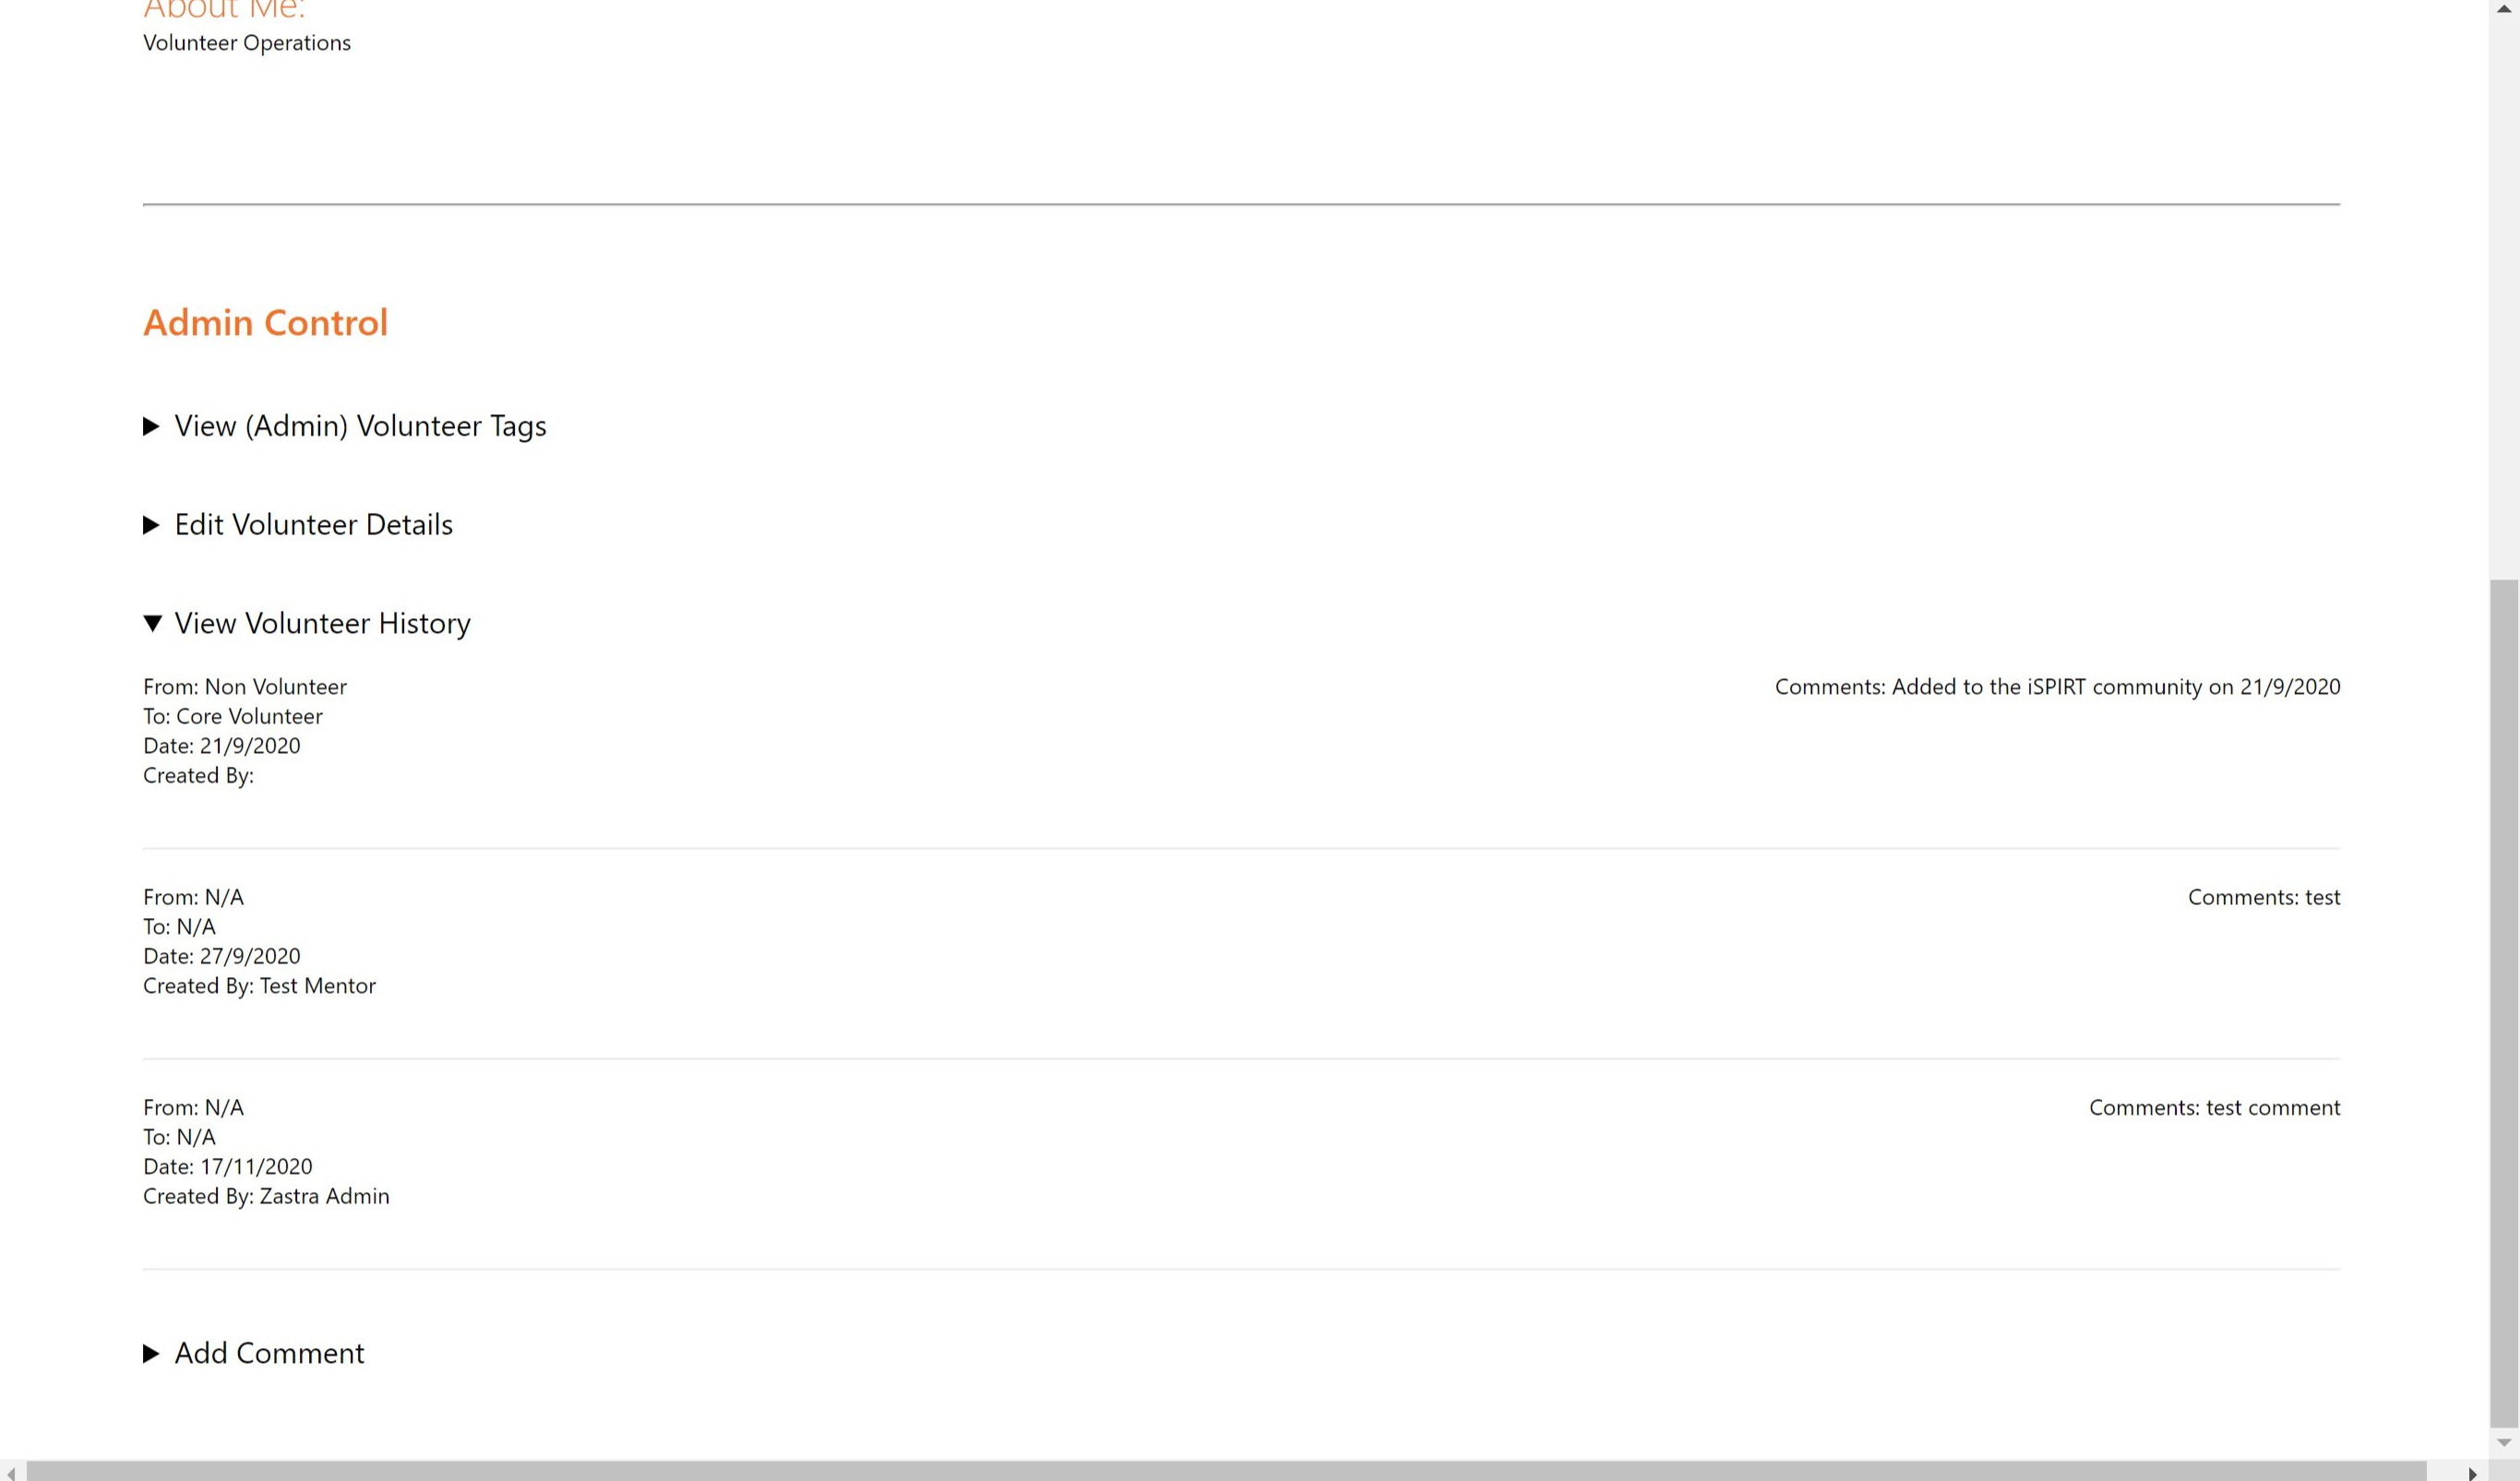 About Me:
Volunteer Operations
Admin Control
View (Admin) Volunteer Tags
Edit Volunteer Details
View Volunteer History
From: Non Volunteer
To: Core Volunteer
Date: 21/9/2020
Created By:
Comments: Added to the iSPIRT community on 21/9/2020
From: N/A
To: N/A
Date: 27/9/2020
Created By: Test Mentor
Comments: test
From: N/A
To: N/A
Date: 17/11/2020
Created By: Zastra Admin
Comments: test comment
Add Comment